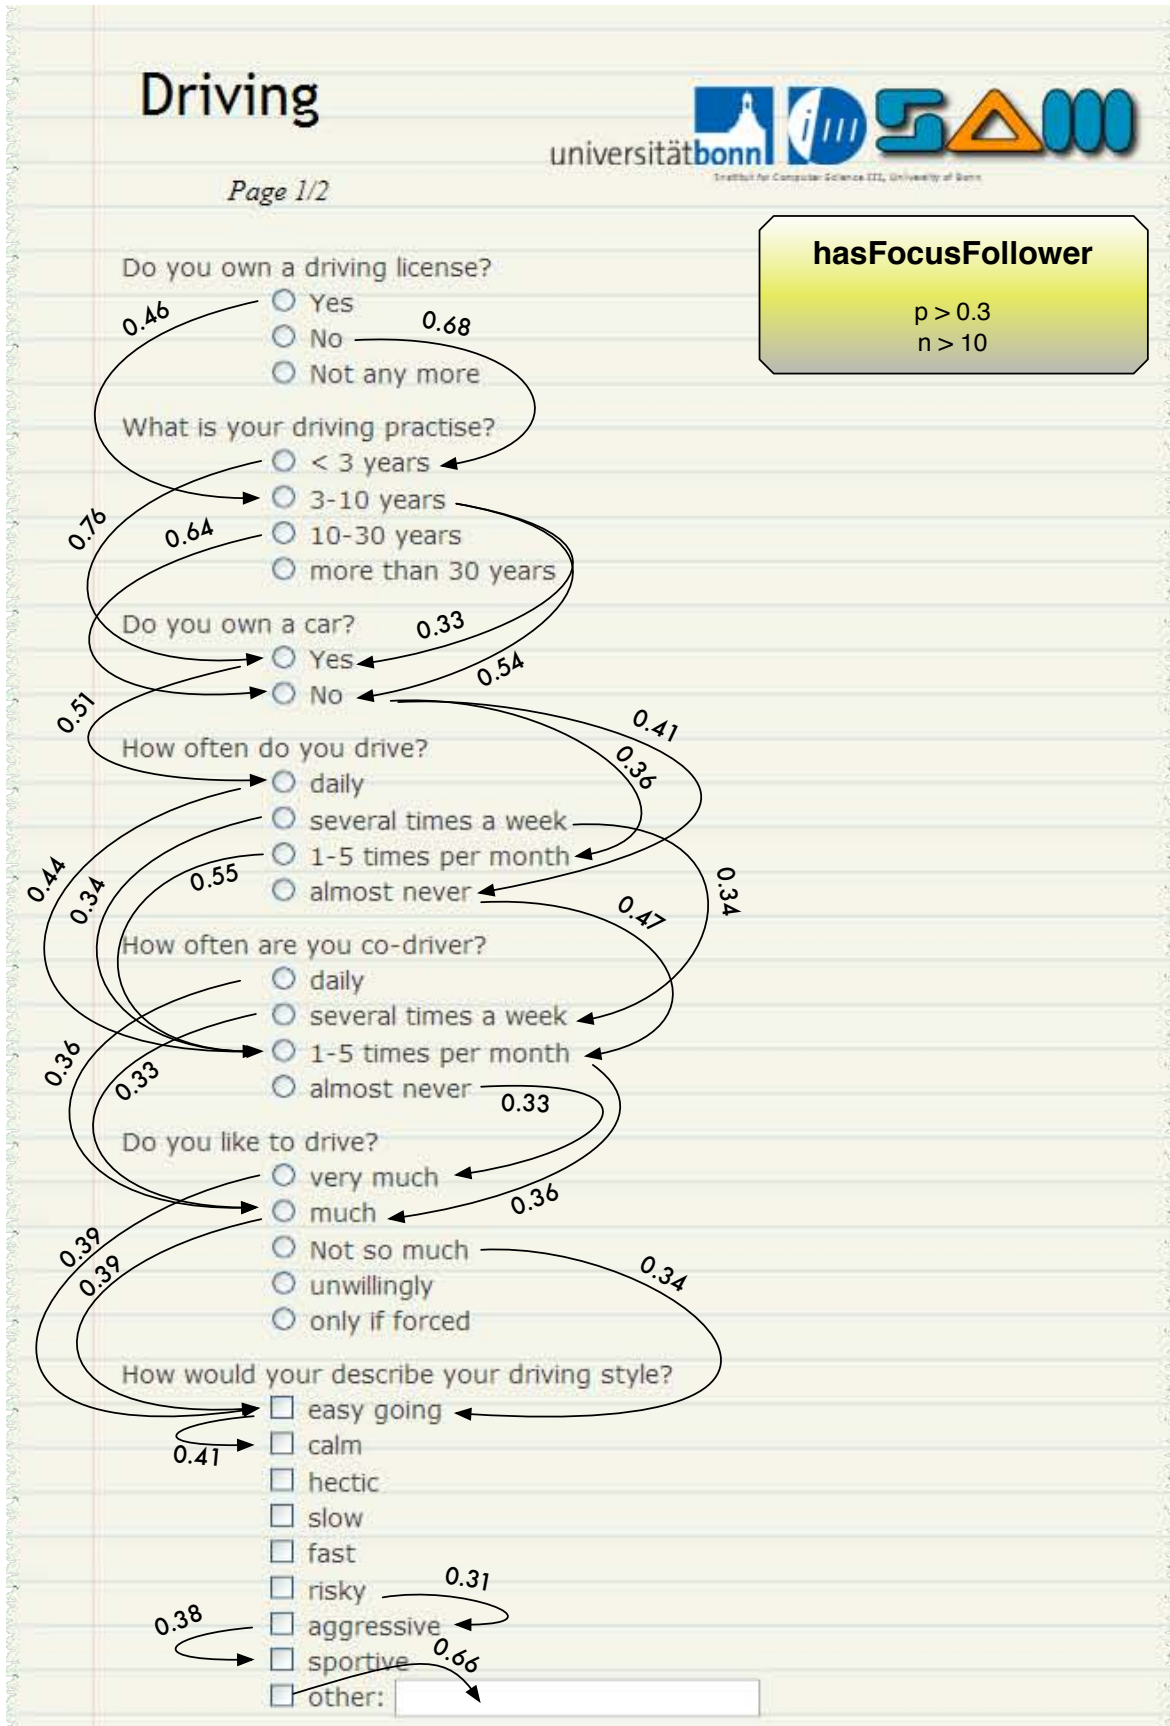 Driving
universitätbonn
Institut for Computer Science III, University of Bonn
Page 1/2
hasFocusFollower
p > 0.3
n > 10
Do you own a driving license?
Yes
0.46
No
0.68
Not any more
What is your driving practise?
< 3 years
3-10 years
0.76
0.64
10-30 years
more than 30 years
Do you own a car?
0.33
Yes
0.54
No
0.51
0.41
How often do you drive?
0.36
daily
several times a week
1-5 times per month
0.44
0.34
0.55
almost never
0.34
0.47
How often are you co-driver?
daily
several times a week
1-5 times per month
0.36
0.33
almost never
0.33
Do you like to drive?
very much
0.36
much
0.39
Not so much
0.39
0.34
unwillingly
only if forced
How would your describe your driving style?
easy going
calm
0.41
hectic
slow
fast
risky
0.31
0.38
aggressive
sportive
0.66
other: